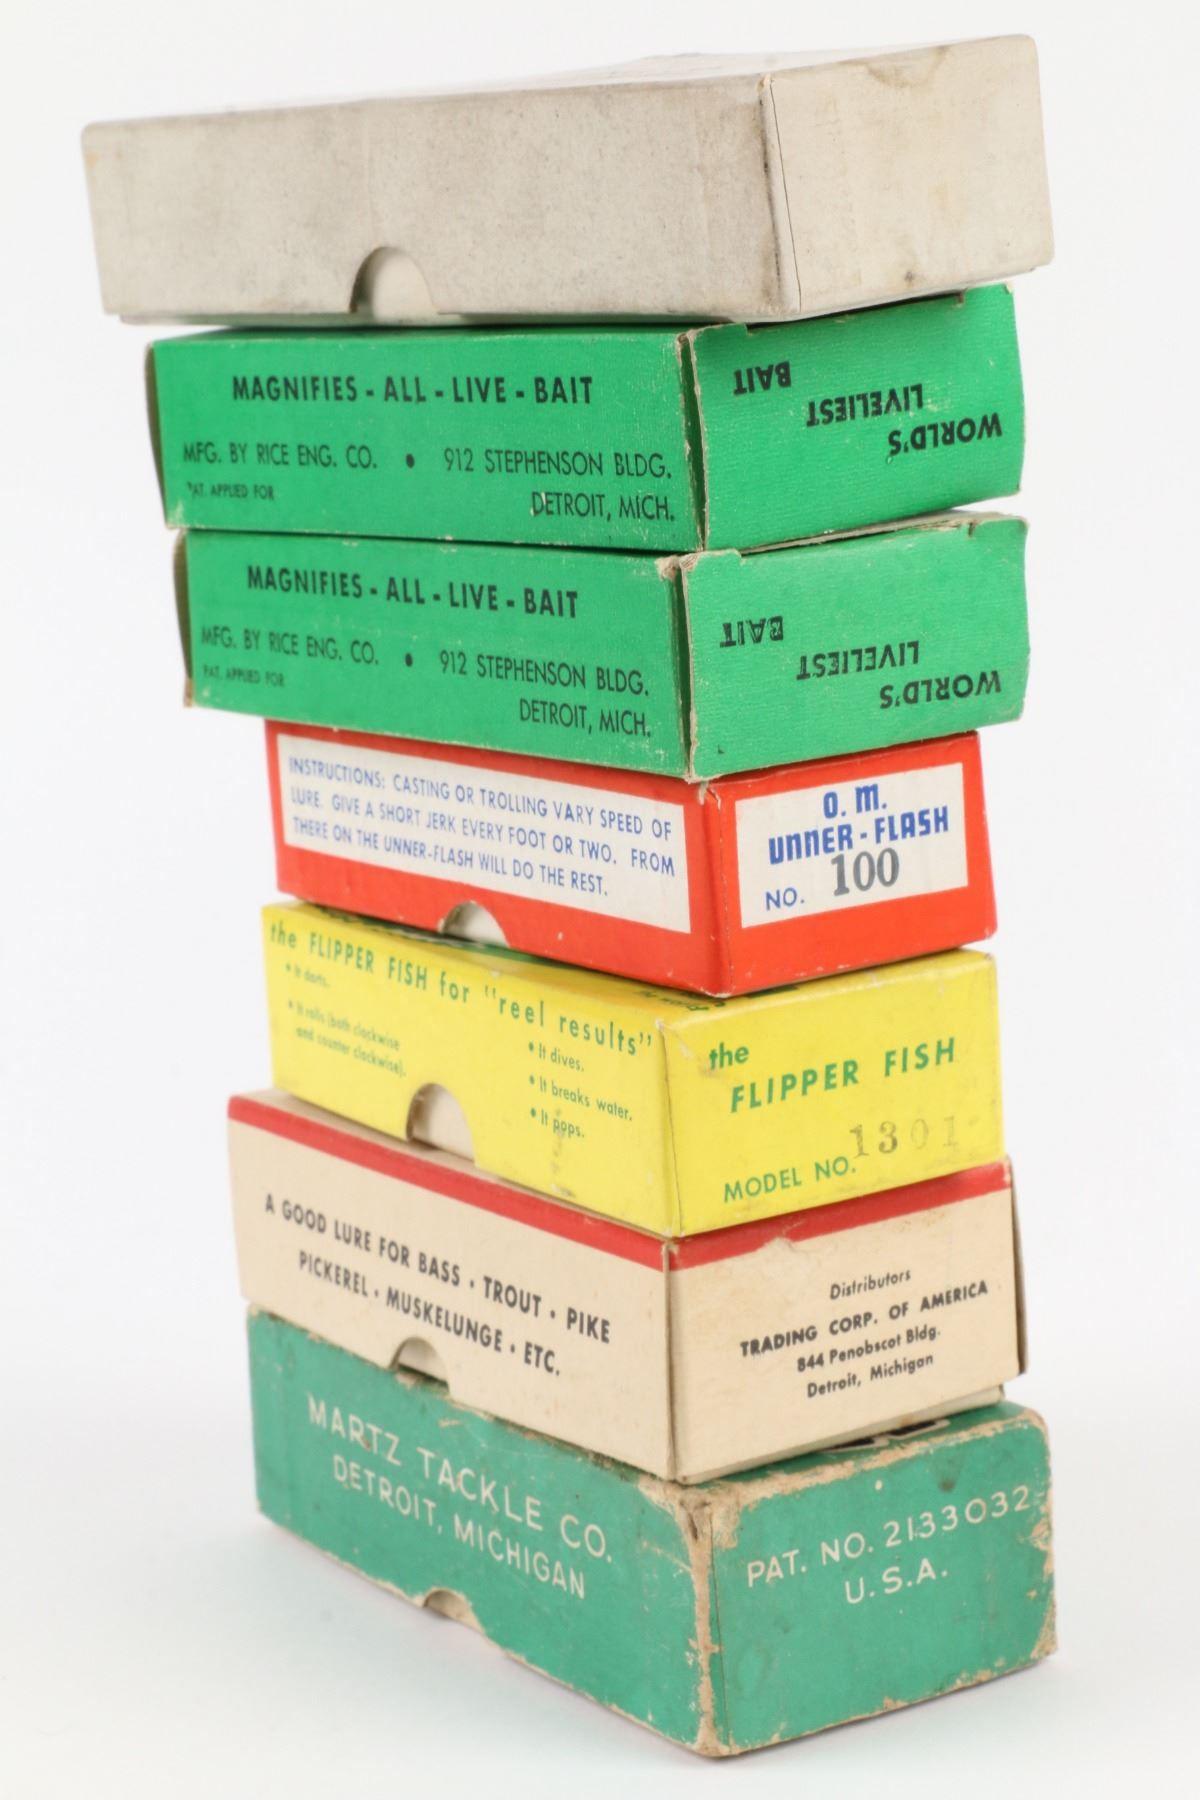 MAGNIFIES - ALL - LIVE - BAIT
MFG. BY RICE ENG. CO. • 912 STEPHENSON BLDG.
PAT. APPLIED FOR
DETROIT, MICH.
WORLD'S
LIVELIEST
BAIT
MAGNIFIES - ALL - LIVE - BAIT
MFG. BY RICE ENG. CO. • 912 STEPHENSON BLDG.
PAT. APPLIED FOR
DETROIT, MICH.
WORLD'S
LIVELIEST
BAIT
INSTRUCTIONS: CASTING OR TROLLING VARY SPEED OF
LURE. GIVE A SHORT JERK EVERY FOOT OR TWO. FROM
THERE ON THE UNNER-FLASH WILL DO THE REST.
O. M.
UNNER-FLASH
NO. 100
the FLIPPER FISH for "reel results"
• It darts.
• It rolls (both clockwise
and counter clockwise).
• It dives.
• It breaks water.
• It pops.
the
FLIPPER FISH
MODEL NO. 1301
A GOOD LURE FOR BASS • TROUT • PIKE
PICKEREL • MUSKELUNGE • ETC.
Distributors
TRADING CORP. OF AMERICA
844 Penobscot Bldg.
Detroit, Michigan
MARTZ TACKLE CO.
DETROIT, MICHIGAN
PAT. NO. 2133032
U.S.A.